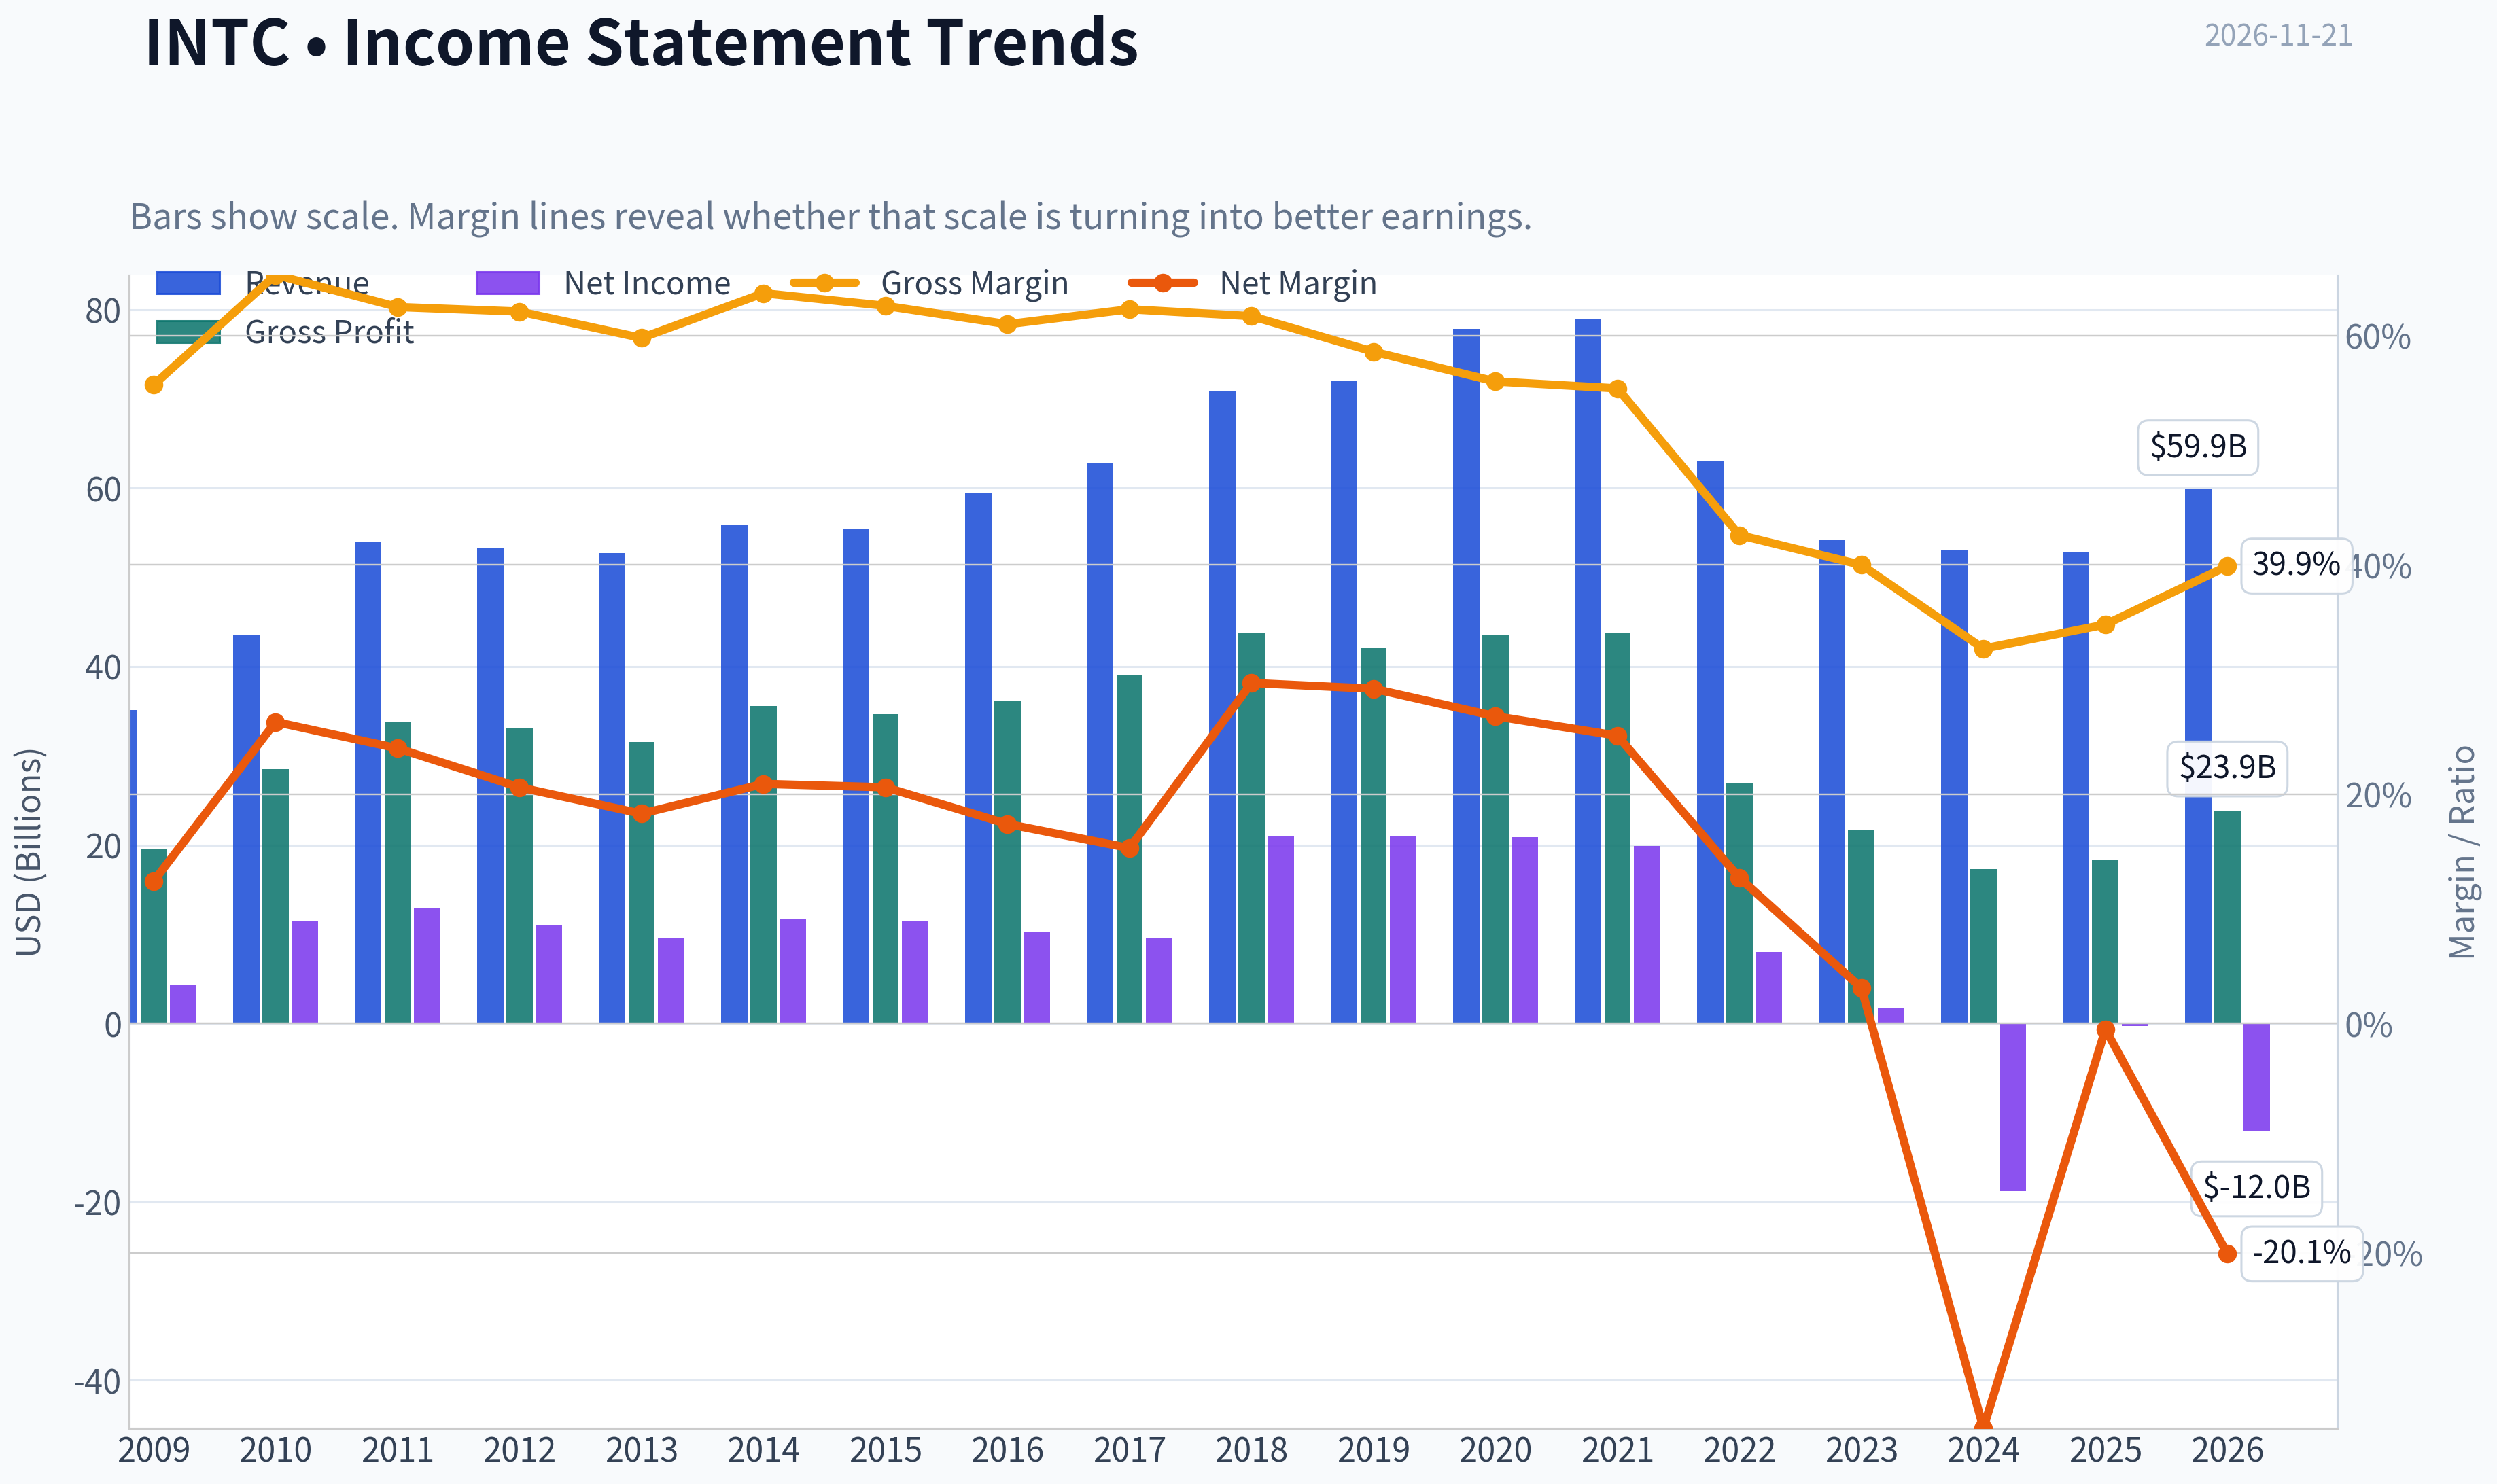 INTC • Income Statement Trends
2026-11-21
Bars show scale. Margin lines reveal whether that scale is turning into better earnings.
Revenue
Net Income
Gross Margin
Net Margin
Gross Profit
80
60
40
20
0
-20
-40
USD (Billions)
60%
40%
20%
0%
20%
Margin / Ratio
$59.9B
39.9%
$23.9B
$-12.0B
-20.1%
2009 2010 2011 2012 2013 2014 2015 2016 2017 2018 2019 2020 2021 2022 2023 2024 2025 2026